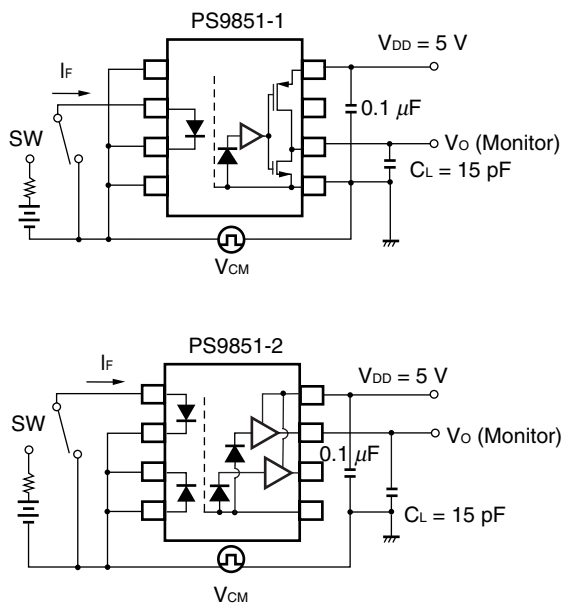 PS9851-1
VDD = 5 V
IF
0.1 μF
SW
VO (Monitor)
CL = 15 pF
VCM
PS9851-2
IF
VDD = 5 V
SW
VO (Monitor)
0.1 μF
CL = 15 pF
VCM